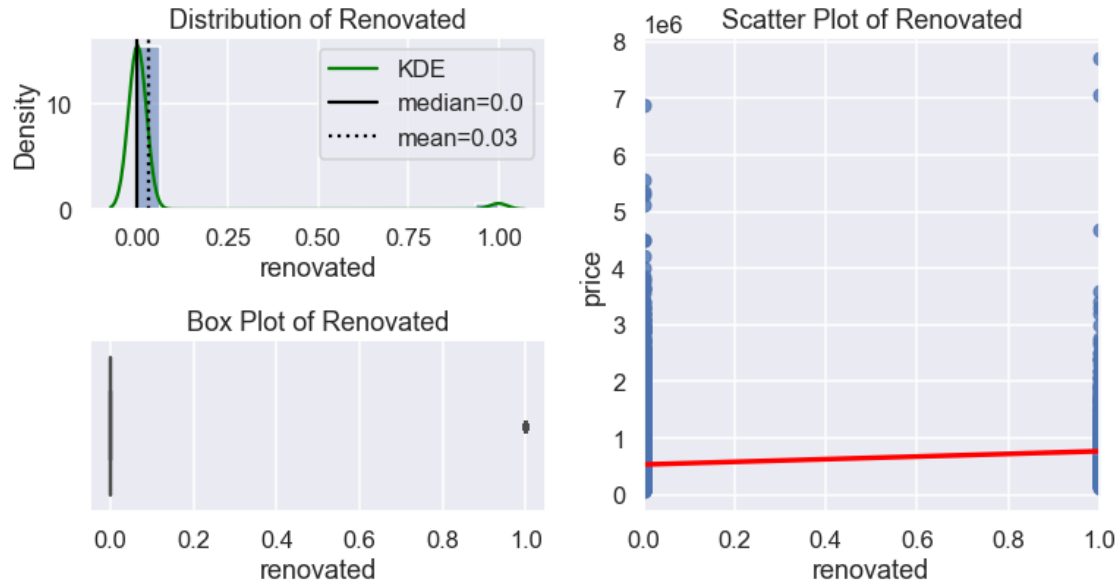 Distribution of Renovated
Density
10
0
KDE
median=0.0
mean=0.03
0.00 0.25 0.50 0.75 1.00
renovated
Box Plot of Renovated
0.0 0.2 0.4 0.6 0.8 1.0
renovated
Scatter Plot of Renovated
1e6
price
8
7
6
5
4
3
2
1
0
0.0 0.2 0.4 0.6 0.8 1.0
renovated